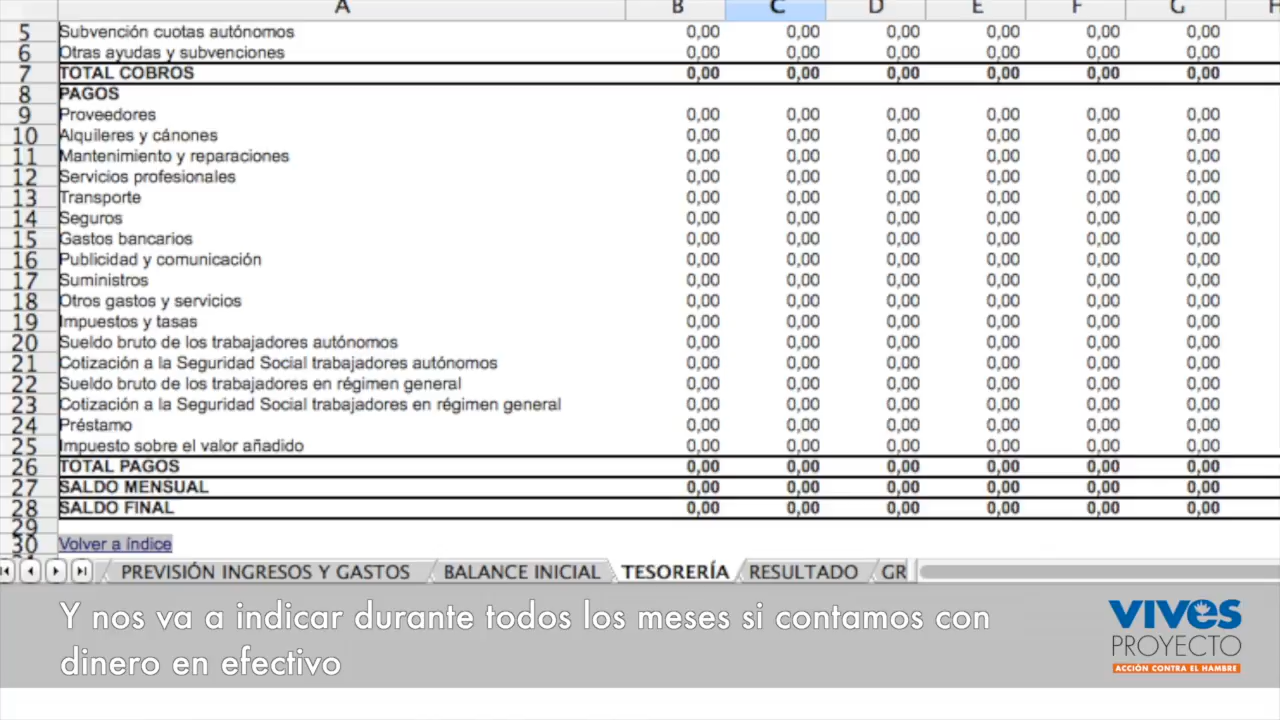 A B C D E F G H
5 Subvención cuotas autónomos 0,00 0,00 0,00 0,00 0,00 0,00
6 Otras ayudas y subvenciones 0,00 0,00 0,00 0,00 0,00 0,00
7 TOTAL COBROS 0,00 0,00 0,00 0,00 0,00 0,00
8 PAGOS
9 Proveedores 0,00 0,00 0,00 0,00 0,00 0,00
10 Alquileres y cánones 0,00 0,00 0,00 0,00 0,00 0,00
11 Mantenimiento y reparaciones 0,00 0,00 0,00 0,00 0,00 0,00
12 Servicios profesionales 0,00 0,00 0,00 0,00 0,00 0,00
13 Transporte 0,00 0,00 0,00 0,00 0,00 0,00
14 Seguros 0,00 0,00 0,00 0,00 0,00 0,00
15 Gastos bancarios 0,00 0,00 0,00 0,00 0,00 0,00
16 Publicidad y comunicación 0,00 0,00 0,00 0,00 0,00 0,00
17 Suministros 0,00 0,00 0,00 0,00 0,00 0,00
18 Otros gastos y servicios 0,00 0,00 0,00 0,00 0,00 0,00
19 Impuestos y tasas 0,00 0,00 0,00 0,00 0,00 0,00
20 Sueldo bruto de los trabajadores autónomos 0,00 0,00 0,00 0,00 0,00 0,00
21 Cotización a la Seguridad Social trabajadores autónomos 0,00 0,00 0,00 0,00 0,00 0,00
22 Sueldo bruto de los trabajadores en régimen general 0,00 0,00 0,00 0,00 0,00 0,00
23 Cotización a la Seguridad Social trabajadores en régimen general 0,00 0,00 0,00 0,00 0,00 0,00
24 Préstamo 0,00 0,00 0,00 0,00 0,00 0,00
25 Impuesto sobre el valor añadido 0,00 0,00 0,00 0,00 0,00 0,00
26 TOTAL PAGOS 0,00 0,00 0,00 0,00 0,00 0,00
27 SALDO MENSUAL 0,00 0,00 0,00 0,00 0,00 0,00
28 SALDO FINAL 0,00 0,00 0,00 0,00 0,00 0,00
29
30 Volver a índice
PREVISIÓN INGRESOS Y GASTOS BALANCE INICIAL TESORERÍA RESULTADO GR
Y nos va a indicar durante todos los meses si contamos con
dinero en efectivo
VIVES
PROYECTO
ACCIÓN CONTRA EL HAMBRE